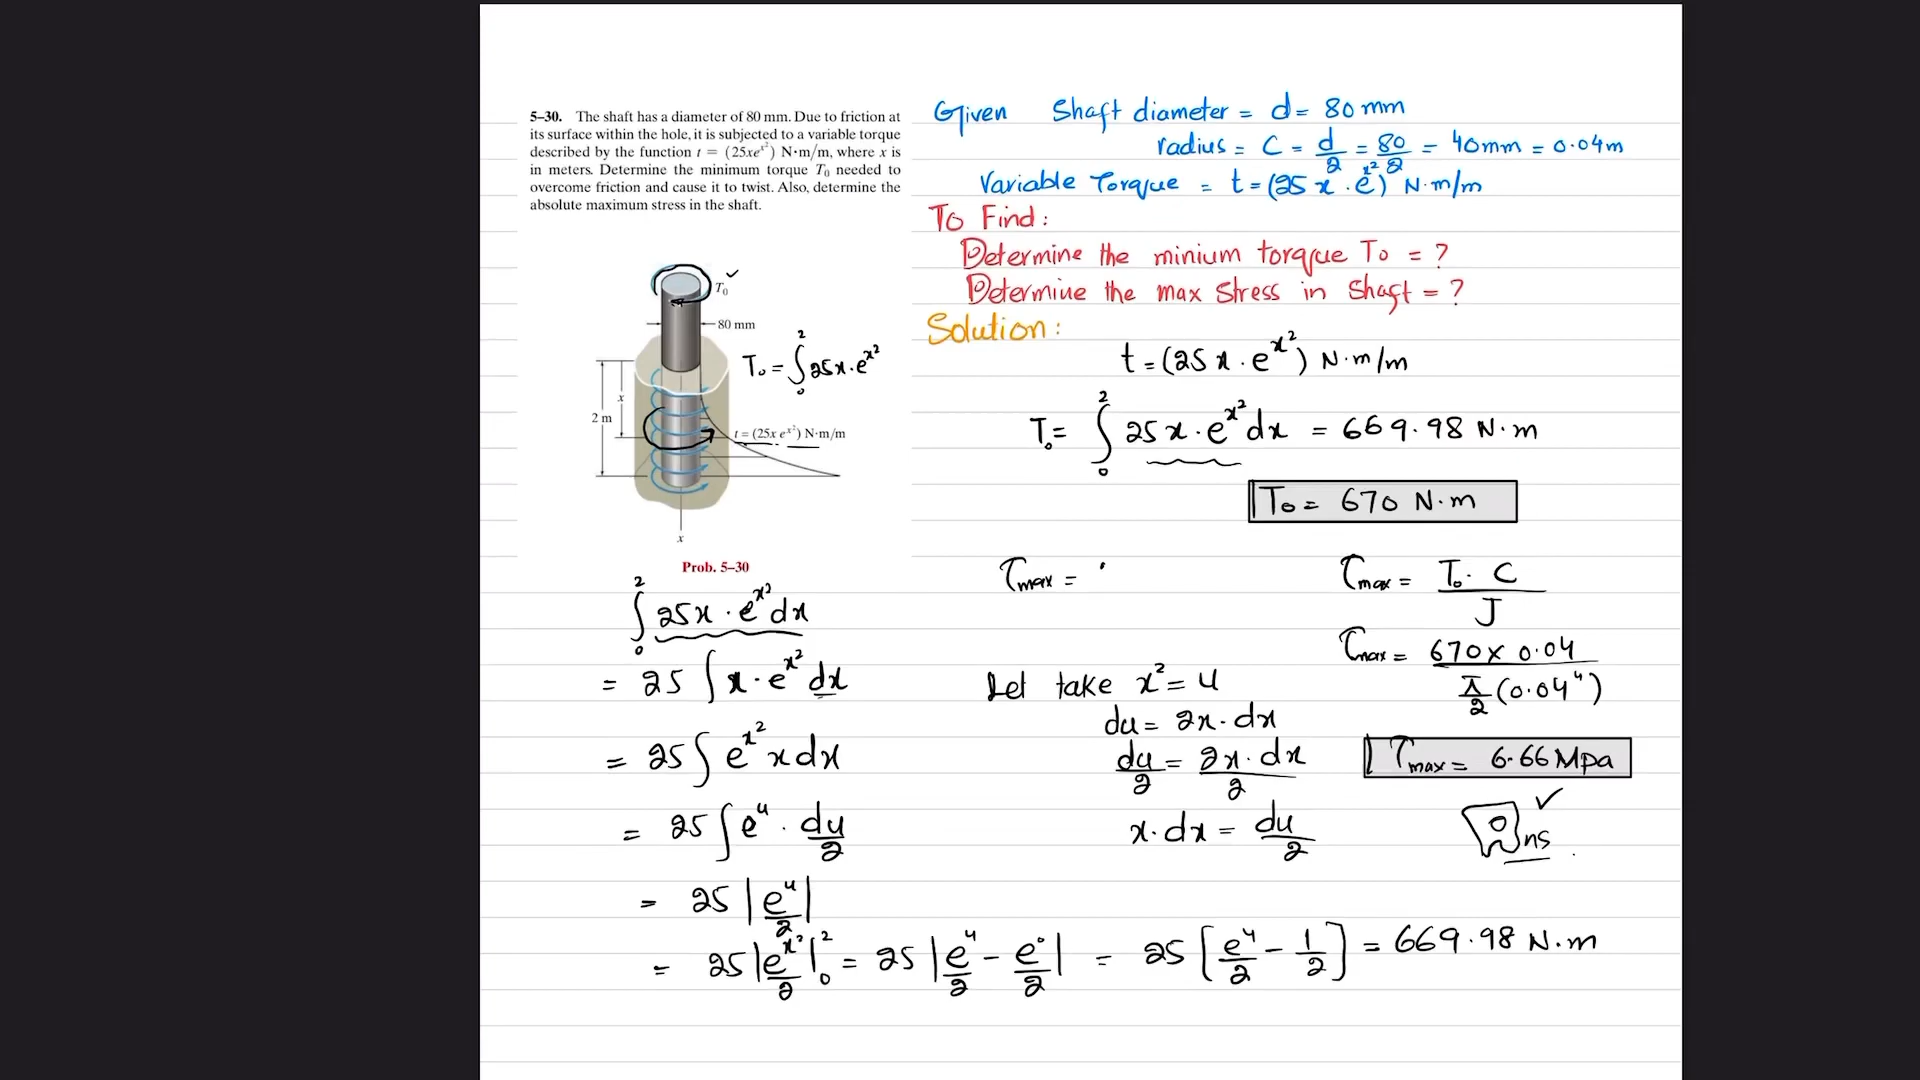 5–30. The shaft has a diameter of 80 mm. Due to friction at
its surface within the hole, it is subjected to a variable torque
described by the function t = (25xe^x²) N·m/m, where x is
in meters. Determine the minimum torque T₀ needed to
overcome friction and cause it to twist. Also, determine the
absolute maximum stress in the shaft.
T₀
80 mm
T₀ = ∫₀² 25x·e^x²
x
2 m
t = (25x e^x²) N·m/m
x
Prob. 5–30
∫₀² 25x · e^x² dx
= 25 ∫ x · e^x² dx
= 25 ∫ e^x² x dx
= 25 ∫ e^u · du/2
= 25 |e^u/2|
= 25 |e^x²/2|₀² = 25 |e^4/2 - e^0/2| = 25 [e^4/2 - 1/2] = 669.98 N·m
Given Shaft diameter = d = 80 mm
radius = C = d/2 = 80/2 = 40mm = 0.04m
Variable Torque = t = (25 x · e^x²) N·m/m
To Find:
Determine the minium torque To = ?
Determine the max Stress in Shaft = ?
Solution:
t = (25 x · e^x²) N·m/m
T₀ = ∫₀² 25 x · e^x² dx = 669.98 N·m
To = 670 N·m
τmax =
τmax = T₀ · C / J
τmax = 670 x 0.04 / π/2 (0.04⁴)
τmax = 6.66 Mpa
Let take x² = u
du = 2x · dx
du/2 = 2x · dx/2
x · dx = du/2
Ans